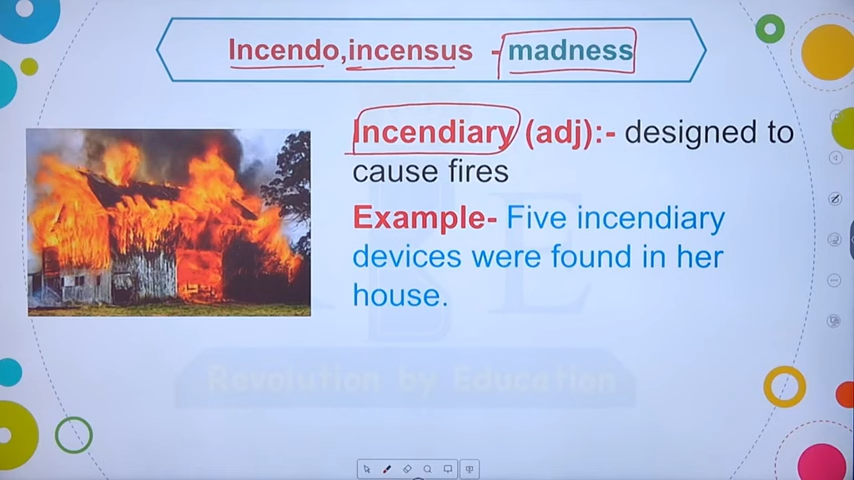 Incendo,incensus - madness
Incendiary (adj):- designed to
cause fires
Example- Five incendiary
devices were found in her
house.
Revolution by Education